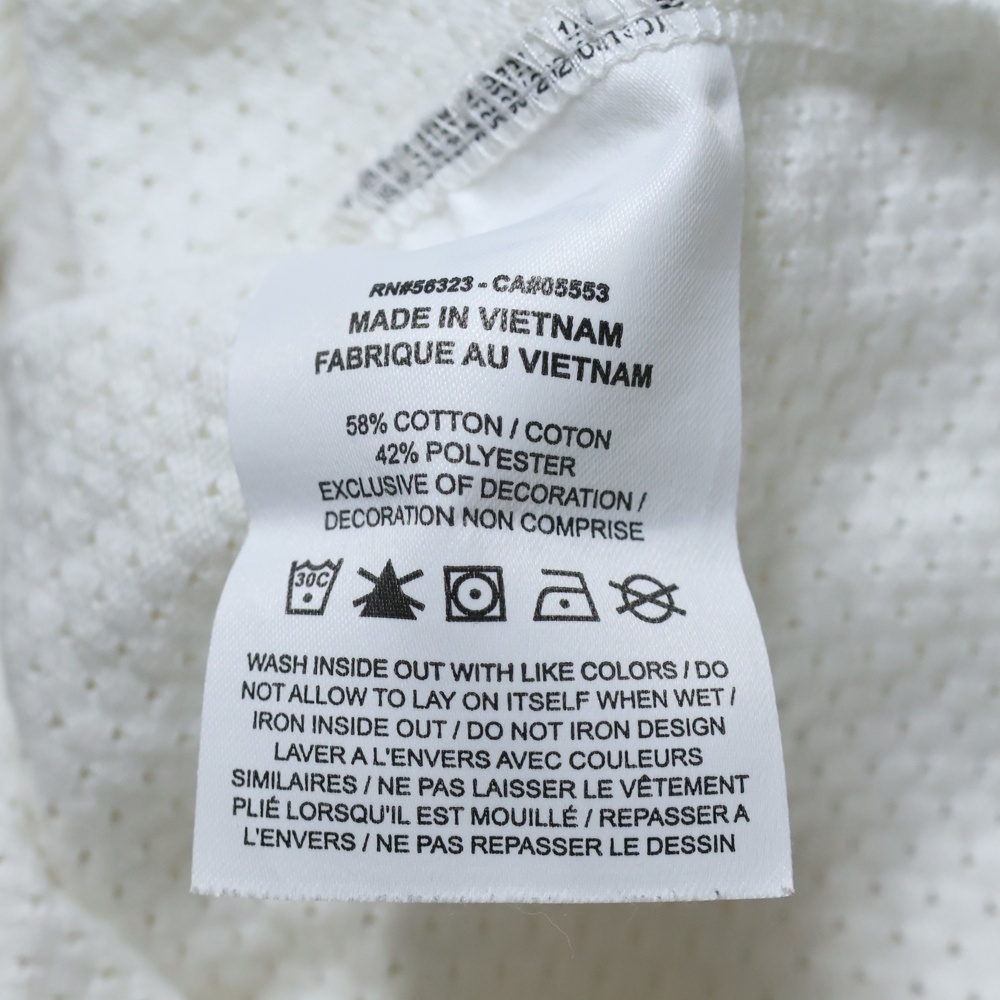 RN#56323 - CA#05553
MADE IN VIETNAM
FABRIQUE AU VIETNAM
58% COTTON / COTON
42% POLYESTER
EXCLUSIVE OF DECORATION /
DECORATION NON COMPRISE
30C
WASH INSIDE OUT WITH LIKE COLORS / DO
NOT ALLOW TO LAY ON ITSELF WHEN WET /
IRON INSIDE OUT / DO NOT IRON DESIGN
LAVER A L'ENVERS AVEC COULEURS
SIMILAIRES / NE PAS LAISSER LE VÊTEMENT
PLIÉ LORSQU'IL EST MOUILLÉ / REPASSER A
L'ENVERS / NE PAS REPASSER LE DESSIN